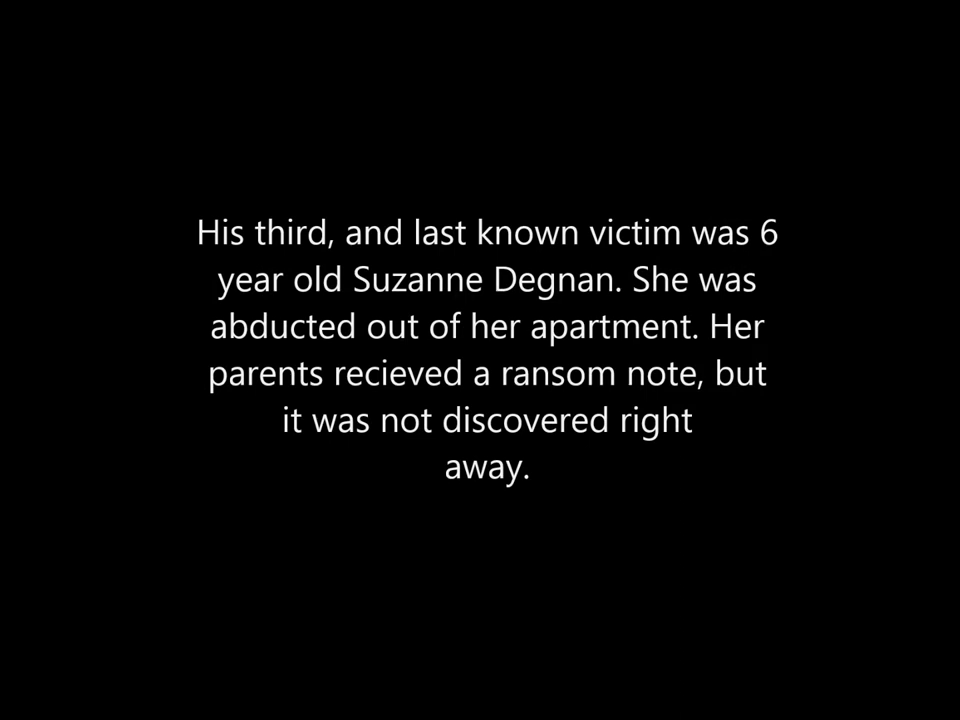 His third, and last known victim was 6
year old Suzanne Degnan. She was
abducted out of her apartment. Her
parents recieved a ransom note, but
it was not discovered right
away.